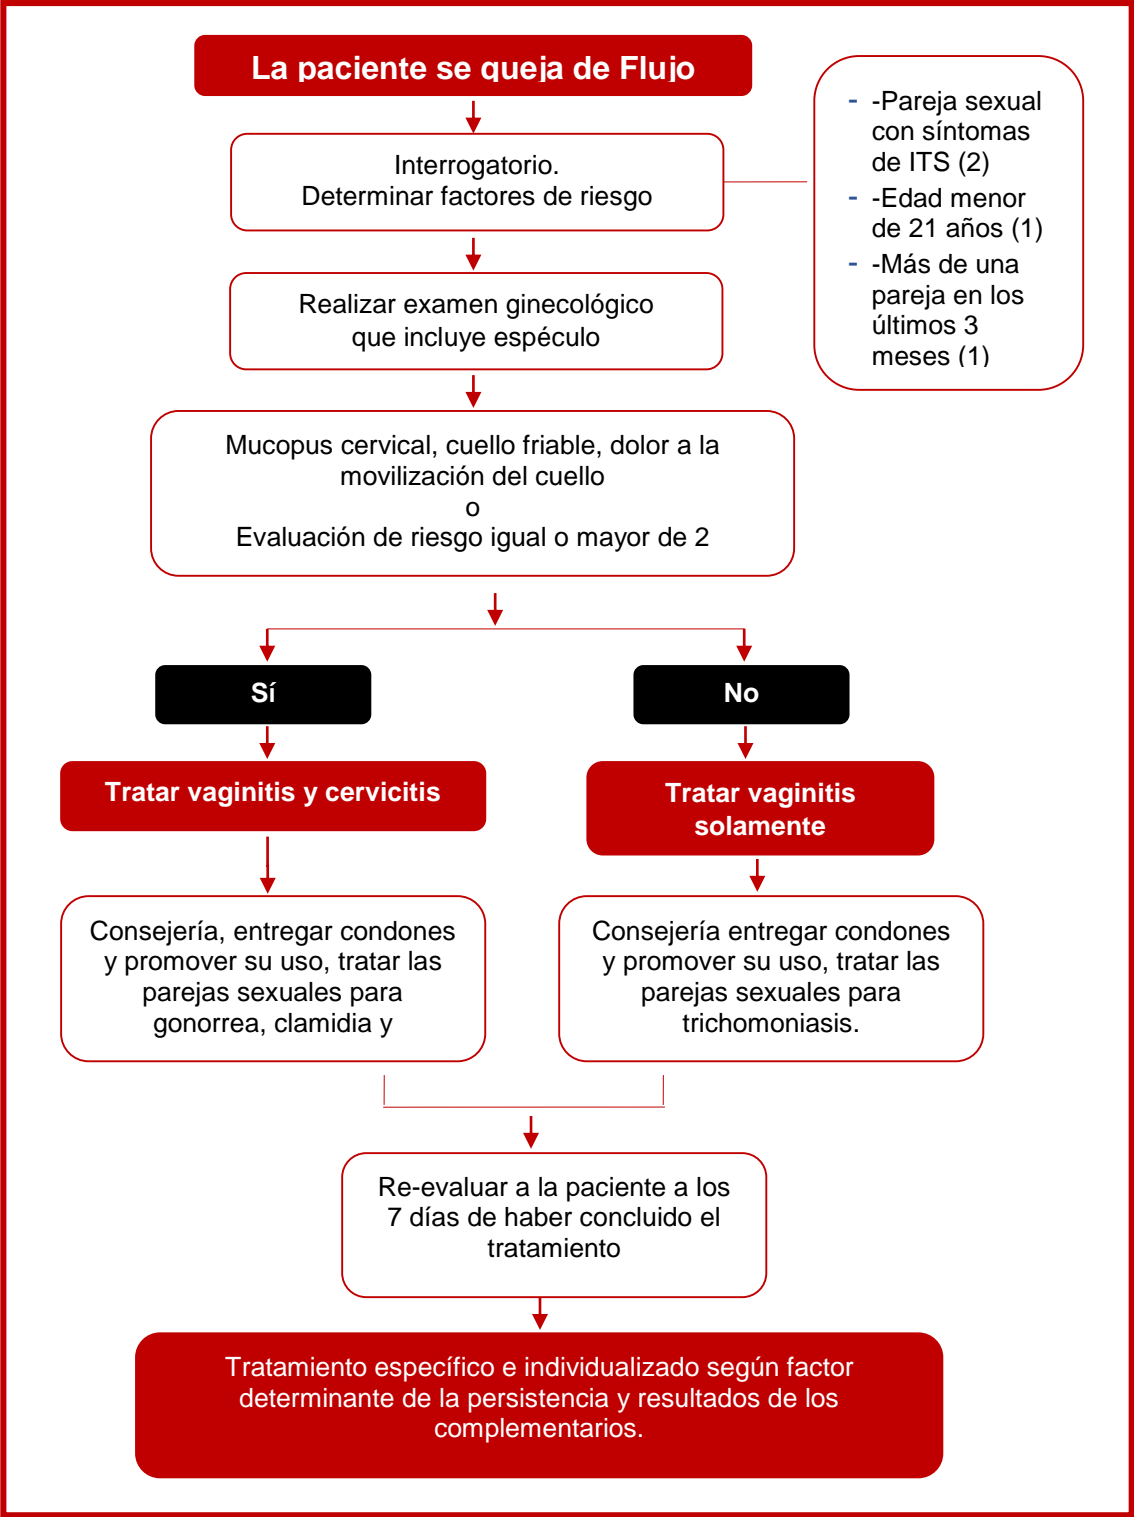 La paciente se queja de Flujo
Interrogatorio.
Determinar factores de riesgo
- -Pareja sexual
con síntomas
de ITS (2)
- -Edad menor
de 21 años (1)
- -Más de una
pareja en los
últimos 3
meses (1)
Realizar examen ginecológico
que incluye espéculo
Mucopus cervical, cuello friable, dolor a la
movilización del cuello
o
Evaluación de riesgo igual o mayor de 2
Sí
No
Tratar vaginitis y cervicitis
Tratar vaginitis
solamente
Consejería, entregar condones
y promover su uso, tratar las
parejas sexuales para
gonorrea, clamidia y
Consejería entregar condones
y promover su uso, tratar las
parejas sexuales para
trichomoniasis.
Re-evaluar a la paciente a los
7 días de haber concluido el
tratamiento
Tratamiento específico e individualizado según factor
determinante de la persistencia y resultados de los
complementarios.